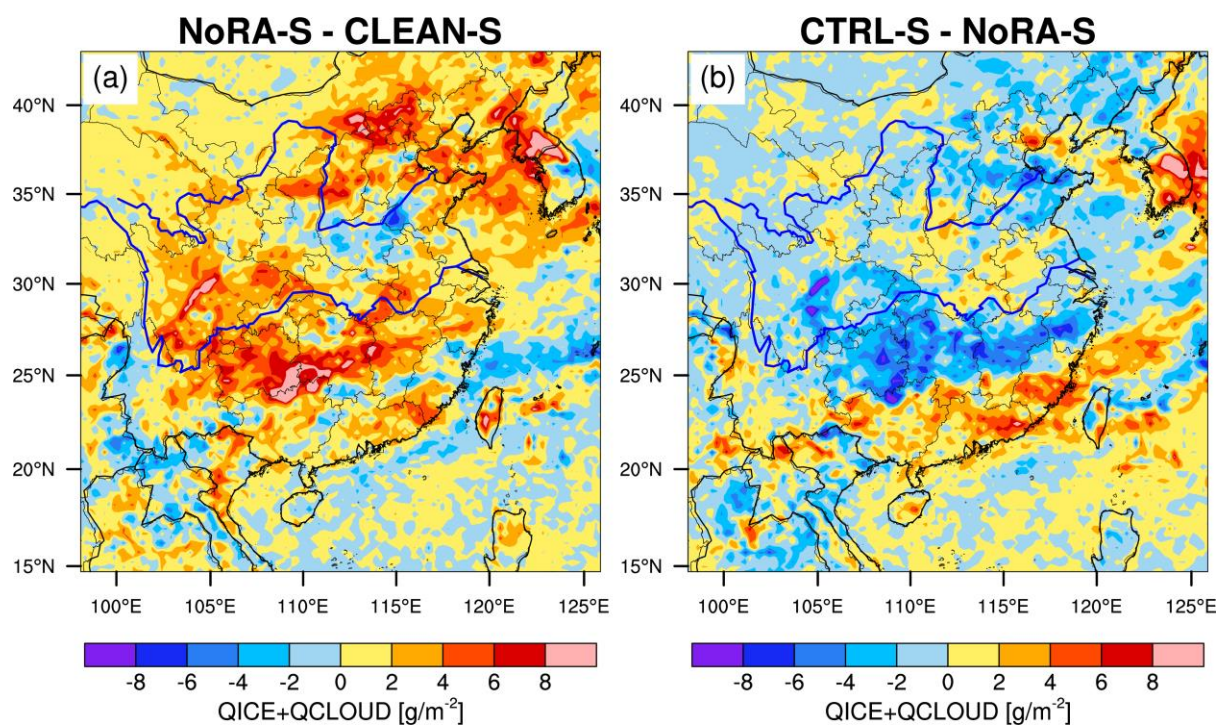 NoRA-S - CLEAN-S
CTRL-S - NoRA-S
(a)
(b)
40°N
35°N
30°N
25°N
20°N
15°N
40°N
35°N
30°N
25°N
20°N
15°N
100°E 105°E 110°E 115°E 120°E 125°E
100°E 105°E 110°E 115°E 120°E 125°E
-8 -6 -4 -2 0 2 4 6 8
-8 -6 -4 -2 0 2 4 6 8
QICE+QCLOUD [g/m⁻²]
QICE+QCLOUD [g/m⁻²]